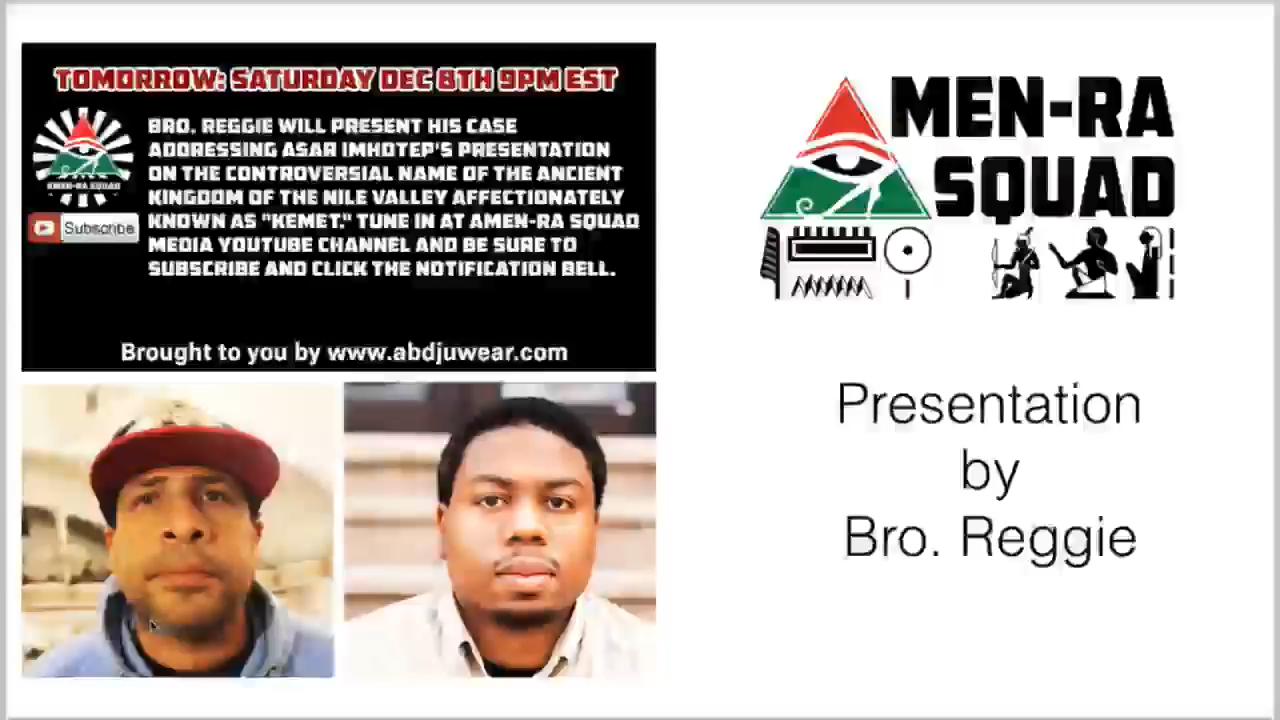 TOMORROW: SATURDAY DEC 8TH 9PM EST
BRO. REGGIE WILL PRESENT HIS CASE
ADDRESSING ASAR IMHOTEP'S PRESENTATION
ON THE CONTROVERSIAL NAME OF THE ANCIENT
KINGDOM OF THE NILE VALLEY AFFECTIONATELY
KNOWN AS "KEMET." TUNE IN AT AMEN-RA SQUAD
MEDIA YOUTUBE CHANNEL AND BE SURE TO
SUBSCRIBE AND CLICK THE NOTIFICATION BELL.
AMEN-RA SQUAD
Subscribe
Brought to you by www.abdjuwear.com
MEN-RA
SQUAD
Presentation
by
Bro. Reggie